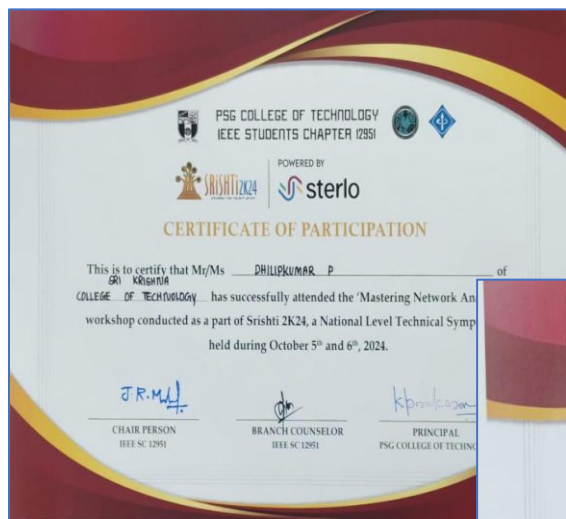 PSG COLLEGE OF TECHNOLOGY
IEEE STUDENTS CHAPTER 12951
SRISHTI2K24
POWERED BY
sterlo
CERTIFICATE OF PARTICIPATION
This is to certify that Mr/Ms DHILIPKUMAR P of
SRI KRISHNA
COLLEGE OF TECHNOLOGY has successfully attended the 'Mastering Network Ana
workshop conducted as a part of Srishti 2K24, a National Level Technical Symp
held during October 5th and 6th, 2024.
CHAIR PERSON
IEEE SC 12951
BRANCH COUNSELOR
IEEE SC 12951
PRINCIPAL
PSG COLLEGE OF TECHNO